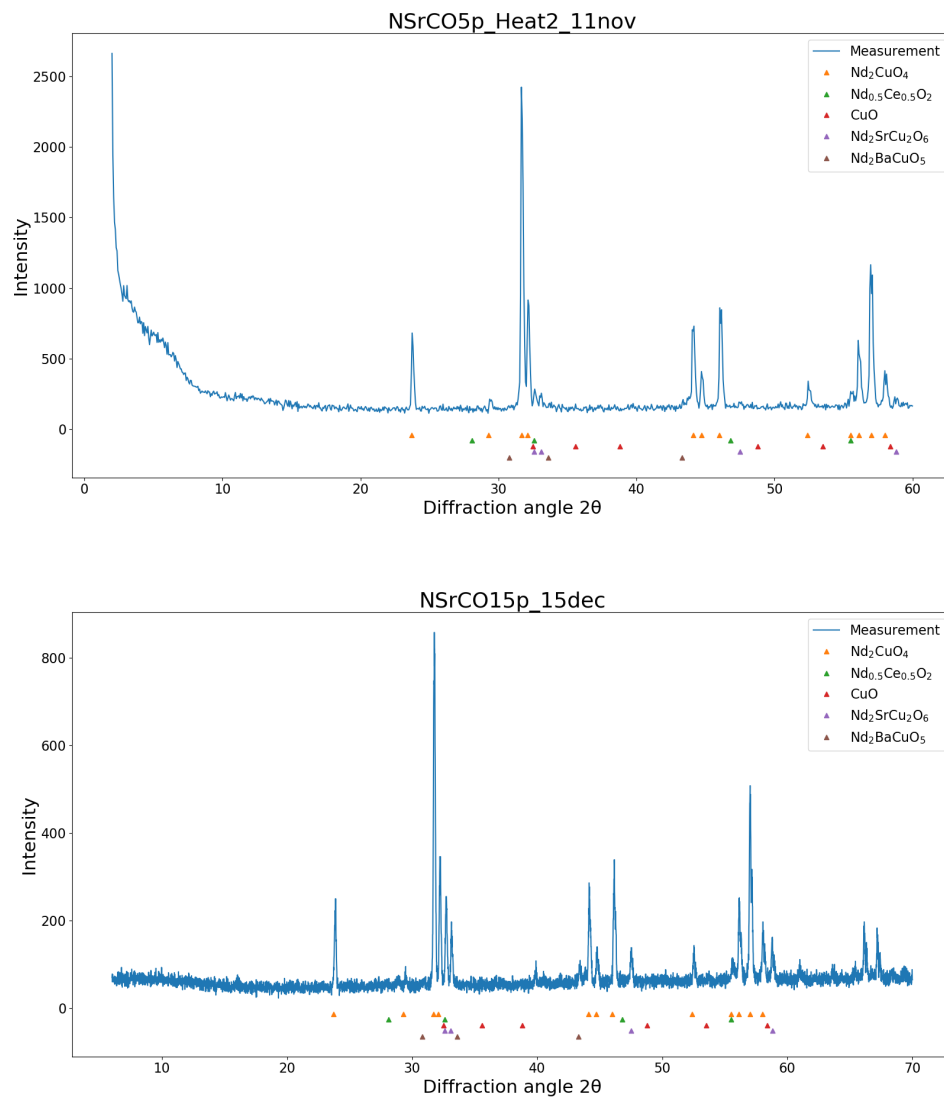 NSrCO5p_Heat2_11nov
Intensity
2500
2000
1500
1000
500
0
Measurement
Nd₂CuO₄
Nd₀.₅Ce₀.₅O₂
CuO
Nd₂SrCu₂O₆
Nd₂BaCuO₅
0 10 20 30 40 50 60
Diffraction angle 2θ
NSrCO15p_15dec
Intensity
800
600
400
200
0
Measurement
Nd₂CuO₄
Nd₀.₅Ce₀.₅O₂
CuO
Nd₂SrCu₂O₆
Nd₂BaCuO₅
10 20 30 40 50 60 70
Diffraction angle 2θ